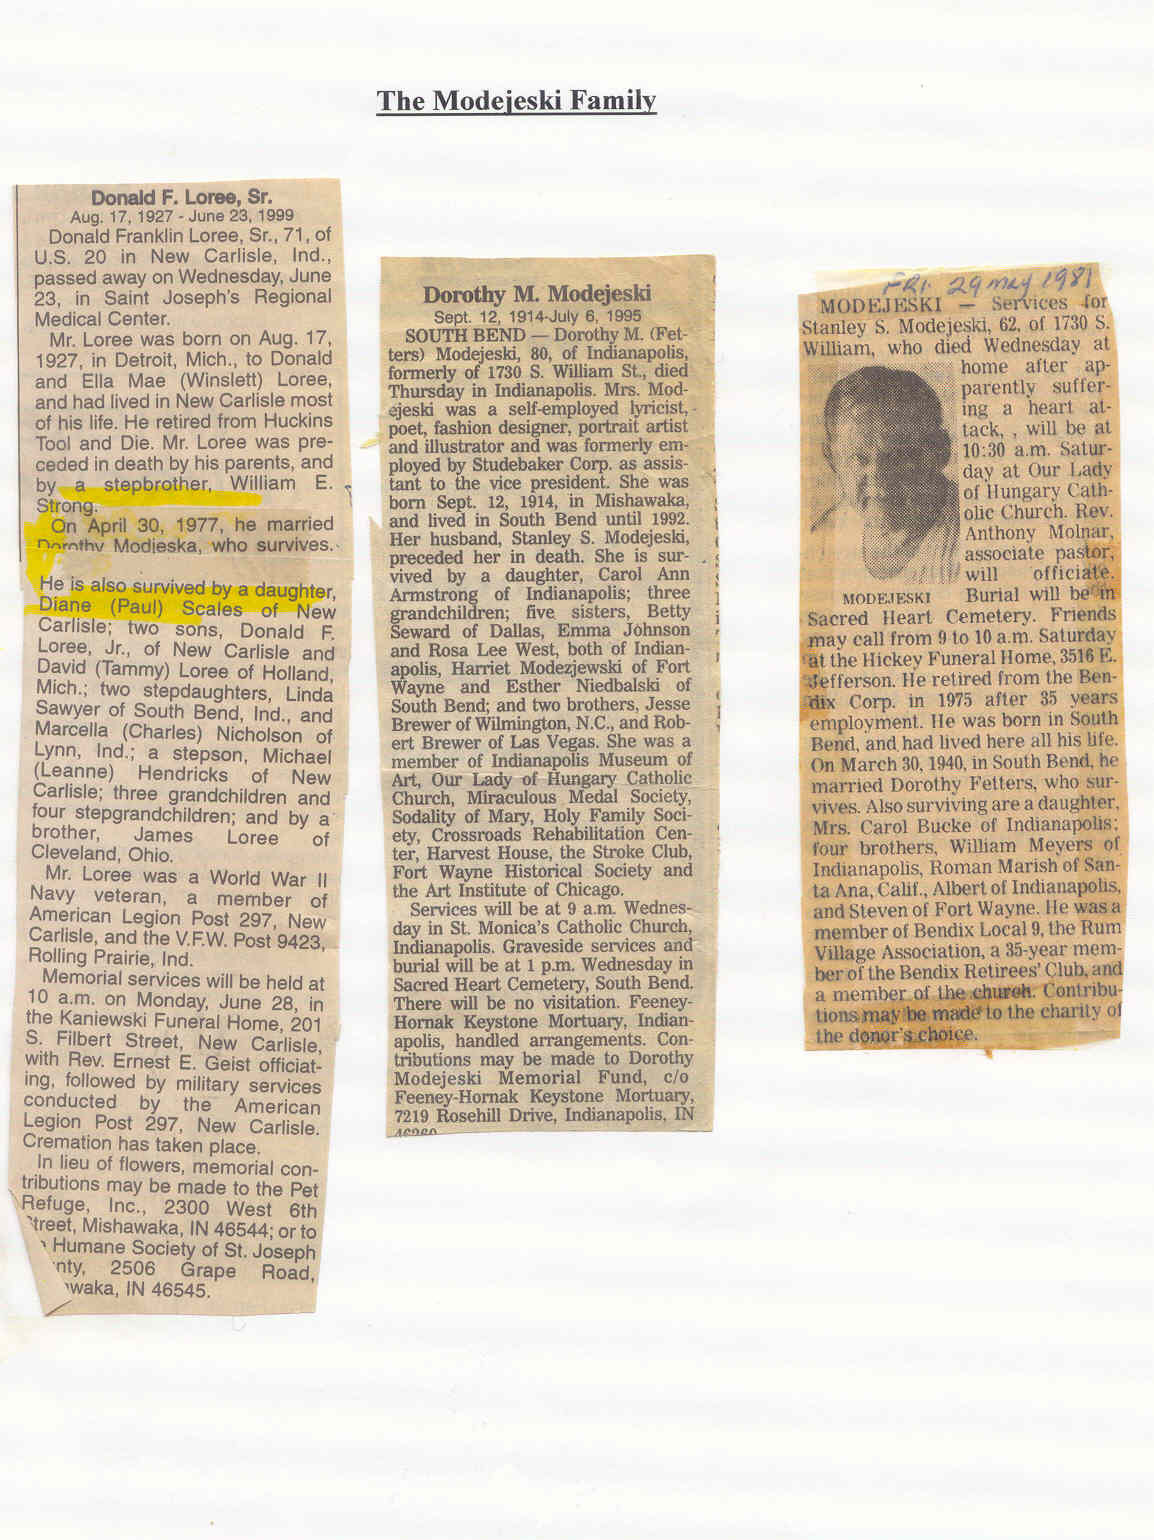 The Modejeski Family
Donald F. Loree, Sr.
Aug. 17, 1927 - June 23, 1999
Donald Franklin Loree, Sr., 71, of
U.S. 20 in New Carlisle, Ind.,
passed away on Wednesday, June
23, in Saint Joseph's Regional
Medical Center.
Mr. Loree was born on Aug. 17,
1927, in Detroit, Mich., to Donald
and Ella Mae (Winslett) Loree,
and had lived in New Carlisle most
of his life. He retired from Huckins
Tool and Die. Mr. Loree was pre-
ceded in death by his parents, and
by a stepbrother, William E.
Strong.
On April 30, 1977, he married
Dorothy Modjeska, who survives.
He is also survived by a daughter,
Diane (Paul) Scales of New
Carlisle; two sons, Donald F.
Loree, Jr., of New Carlisle and
David (Tammy) Loree of Holland,
Mich.; two stepdaughters, Linda
Sawyer of South Bend, Ind., and
Marcella (Charles) Nicholson of
Lynn, Ind.; a stepson, Michael
(Leanne) Hendricks of New
Carlisle; three grandchildren and
four stepgrandchildren; and by a
brother, James Loree of
Cleveland, Ohio.
Mr. Loree was a World War II
Navy veteran, a member of
American Legion Post 297, New
Carlisle, and the V.F.W. Post 9423,
Rolling Prairie, Ind.
Memorial services will be held at
10 a.m. on Monday, June 28, in
the Kaniewski Funeral Home, 201
S. Filbert Street, New Carlisle,
with Rev. Ernest E. Geist officiat-
ing, followed by military services
conducted by the American
Legion Post 297, New Carlisle.
Cremation has taken place.
In lieu of flowers, memorial con-
tributions may be made to the Pet
Refuge, Inc., 2300 West 6th
Street, Mishawaka, IN 46544; or to
Humane Society of St. Joseph
nty, 2506 Grape Road,
waka, IN 46545.
Dorothy M. Modejeski
Sept. 12, 1914-July 6, 1995
SOUTH BEND — Dorothy M. (Fet-
ters) Modejeski, 80, of Indianapolis,
formerly of 1730 S. William St., died
Thursday in Indianapolis. Mrs. Mod-
ejeski was a self-employed lyricist,
poet, fashion designer, portrait artist
and illustrator and was formerly em-
ployed by Studebaker Corp. as assis-
tant to the vice president. She was
born Sept. 12, 1914, in Mishawaka,
and lived in South Bend until 1992.
Her husband, Stanley S. Modejeski,
preceded her in death. She is sur-
vived by a daughter, Carol Ann
Armstrong of Indianapolis; three
grandchildren; five sisters, Betty
Seward of Dallas, Emma Johnson
and Rosa Lee West, both of Indian-
apolis, Harriet Modezjewski of Fort
Wayne and Esther Niedbalski of
South Bend; and two brothers, Jesse
Brewer of Wilmington, N.C., and Rob-
ert Brewer of Las Vegas. She was a
member of Indianapolis Museum of
Art, Our Lady of Hungary Catholic
Church, Miraculous Medal Society,
Sodality of Mary, Holy Family Soci-
ety, Crossroads Rehabilitation Cen-
ter, Harvest House, the Stroke Club,
Fort Wayne Historical Society and
the Art Institute of Chicago.
Services will be at 9 a.m. Wednes-
day in St. Monica's Catholic Church,
Indianapolis. Graveside services and
burial will be at 1 p.m. Wednesday in
Sacred Heart Cemetery, South Bend.
There will be no visitation. Feeney-
Hornak Keystone Mortuary, Indian-
apolis, handled arrangements. Con-
tributions may be made to Dorothy
Modejeski Memorial Fund, c/o
Feeney-Hornak Keystone Mortuary,
7219 Rosehill Drive, Indianapolis, IN
46260
FRI. 29 May 1981
MODEJESKI — Services for
Stanley S. Modejeski, 62, of 1730 S.
William, who died Wednesday at
home after ap-
parently suffer-
ing a heart at-
tack, , will be at
10:30 a.m. Satur-
day at Our Lady
of Hungary Cath-
olic Church. Rev.
Anthony Molnar,
associate pastor,
will officiate.
MODEJESKI
Burial will be in
Sacred Heart Cemetery. Friends
may call from 9 to 10 a.m. Saturday
at the Hickey Funeral Home, 3516 E.
Jefferson. He retired from the Ben-
dix Corp. in 1975 after 35 years
employment. He was born in South
Bend, and had lived here all his life.
On March 30, 1940, in South Bend, he
married Dorothy Fetters, who sur-
vives. Also surviving are a daughter,
Mrs. Carol Bucke of Indianapolis;
four brothers, William Meyers of
Indianapolis, Roman Marish of San-
ta Ana, Calif., Albert of Indianapolis,
and Steven of Fort Wayne. He was a
member of Bendix Local 9, the Rum
Village Association, a 35-year mem-
ber of the Bendix Retirees' Club, and
a member of the church. Contribu-
tions may be made to the charity of
the donor's choice.